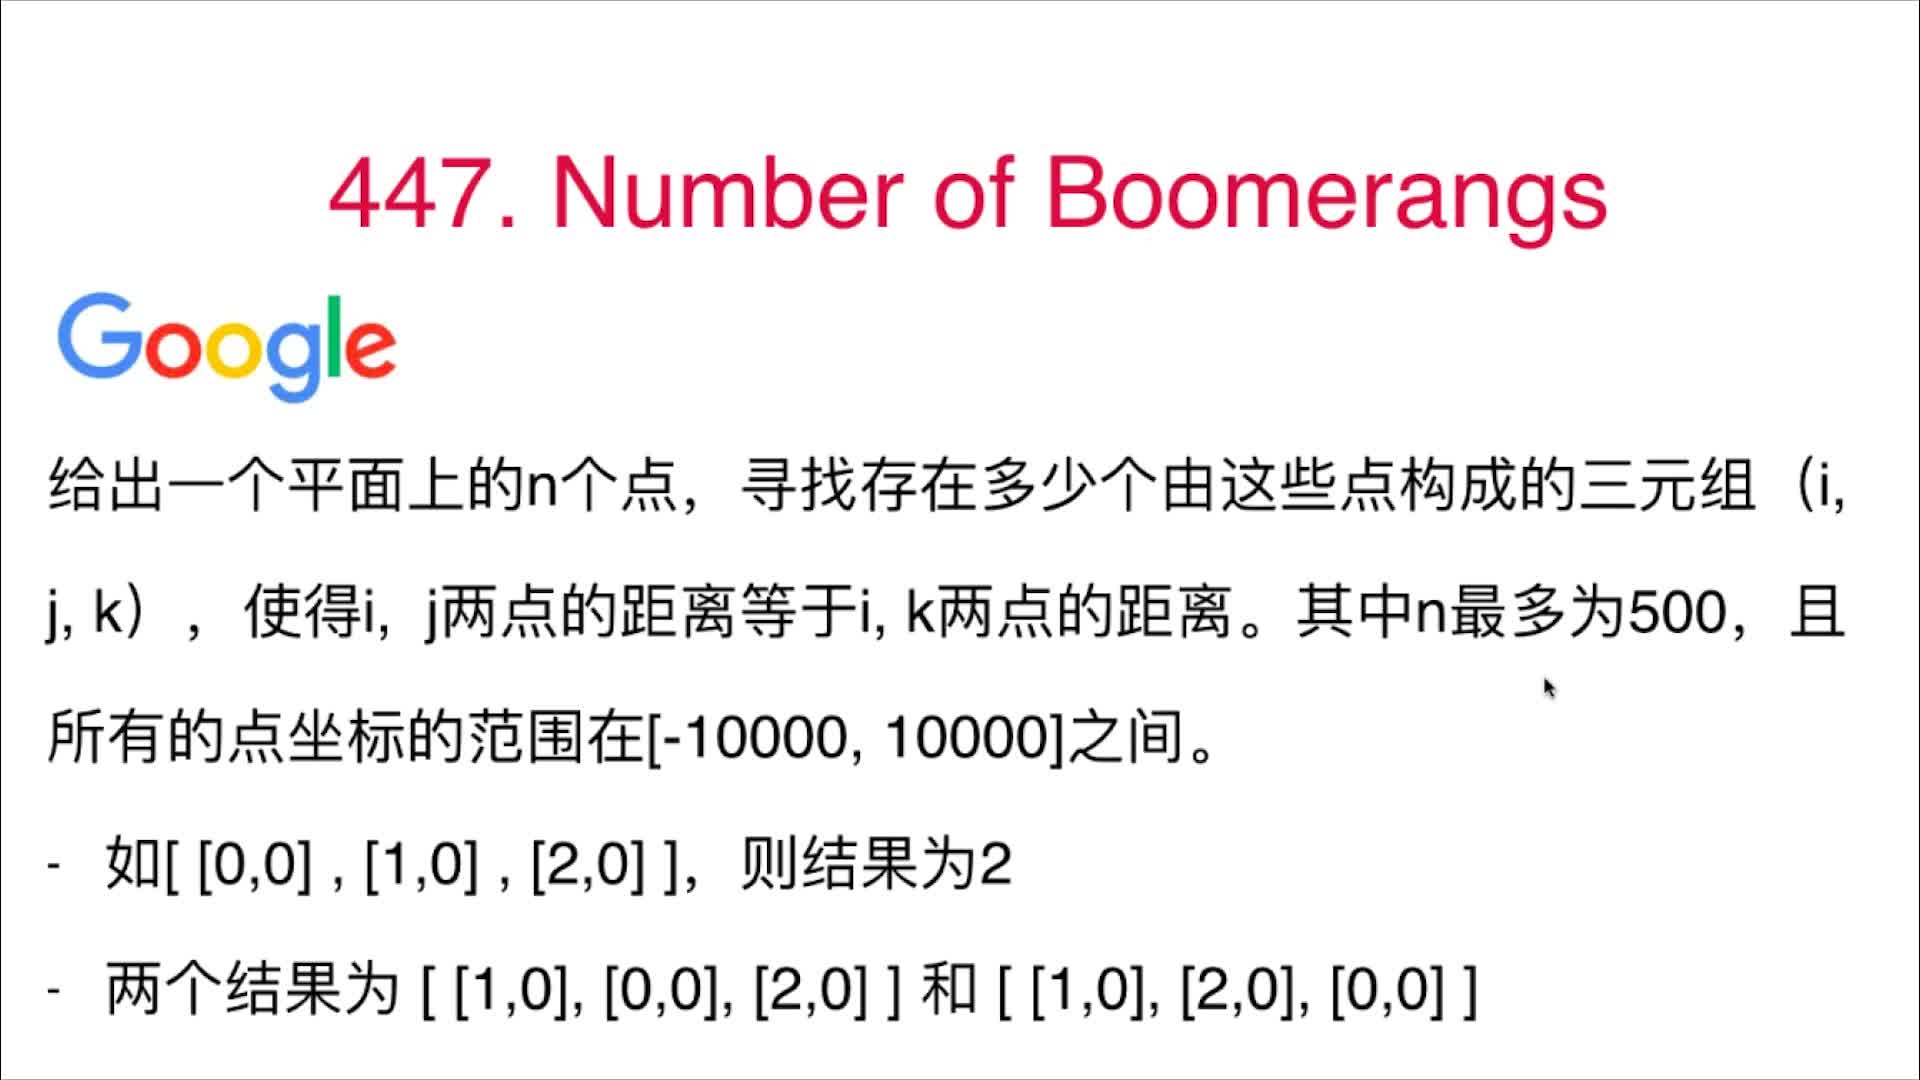 447. Number of Boomerangs
Google
给出一个平面上的n个点，寻找存在多少个由这些点构成的三元组（i,
j, k），使得i, j两点的距离等于i, k两点的距离。其中n最多为500，且
所有的点坐标的范围在[-10000, 10000]之间。
- 如[ [0,0] , [1,0] , [2,0] ]，则结果为2
- 两个结果为 [ [1,0], [0,0], [2,0] ] 和 [ [1,0], [2,0], [0,0] ]